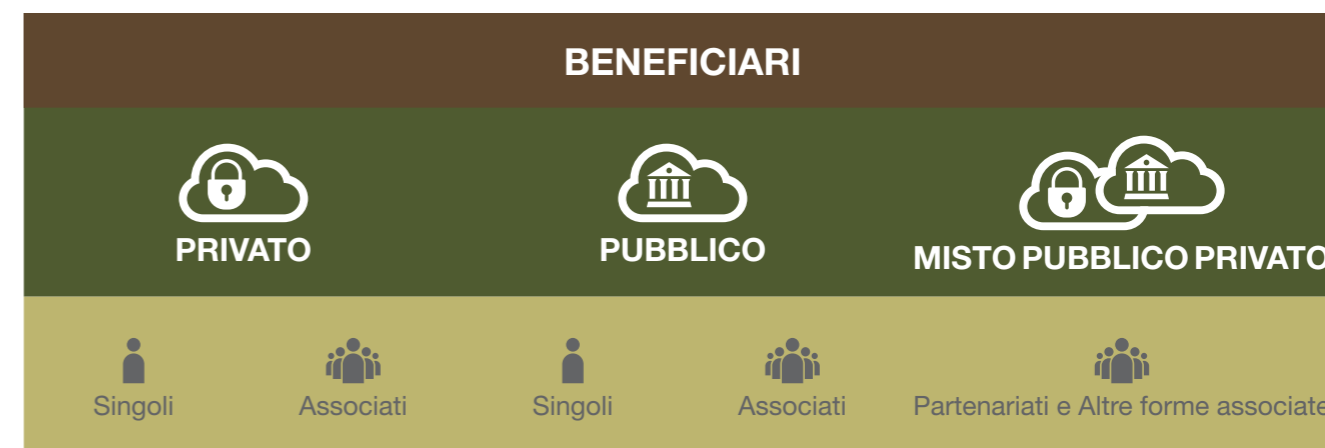 BENEFICIARI
PRIVATO
PUBBLICO
MISTO PUBBLICO PRIVATO
Singoli
Associati
Singoli
Associati
Partenariati e Altre forme associate